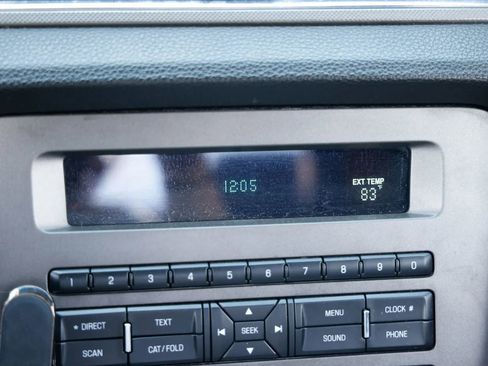 12:05
EXT TEMP
83°F
1 2 3 4 5 6 7 8 9 0
* DIRECT TEXT SEEK MENU CLOCK #
SCAN CAT/FOLD SOUND PHONE